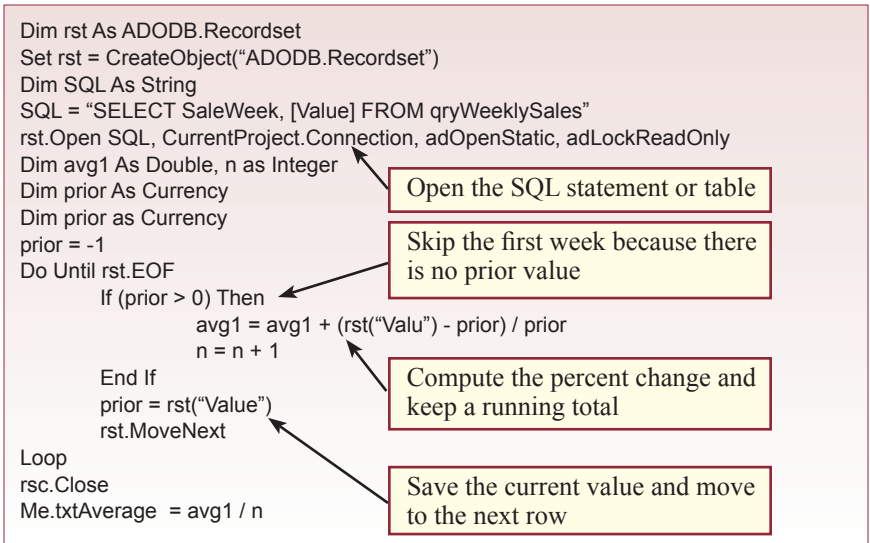 Dim rst As ADODB.Recordset
Set rst = CreateObject(“ADODB.Recordset”)
Dim SQL As String
SQL = “SELECT SaleWeek, [Value] FROM qryWeeklySales”
rst.Open SQL, CurrentProject.Connection, adOpenStatic, adLockReadOnly
Dim avg1 As Double, n as Integer
Dim prior As Currency
Dim prior as Currency
prior = -1
Do Until rst.EOF
If (prior > 0) Then
avg1 = avg1 + (rst(“Valu”) - prior) / prior
n = n + 1
End If
prior = rst(“Value”)
rst.MoveNext
Loop
rsc.Close
Me.txtAverage = avg1 / n
Open the SQL statement or table
Skip the first week because there
is no prior value
Compute the percent change and
keep a running total
Save the current value and move
to the next row